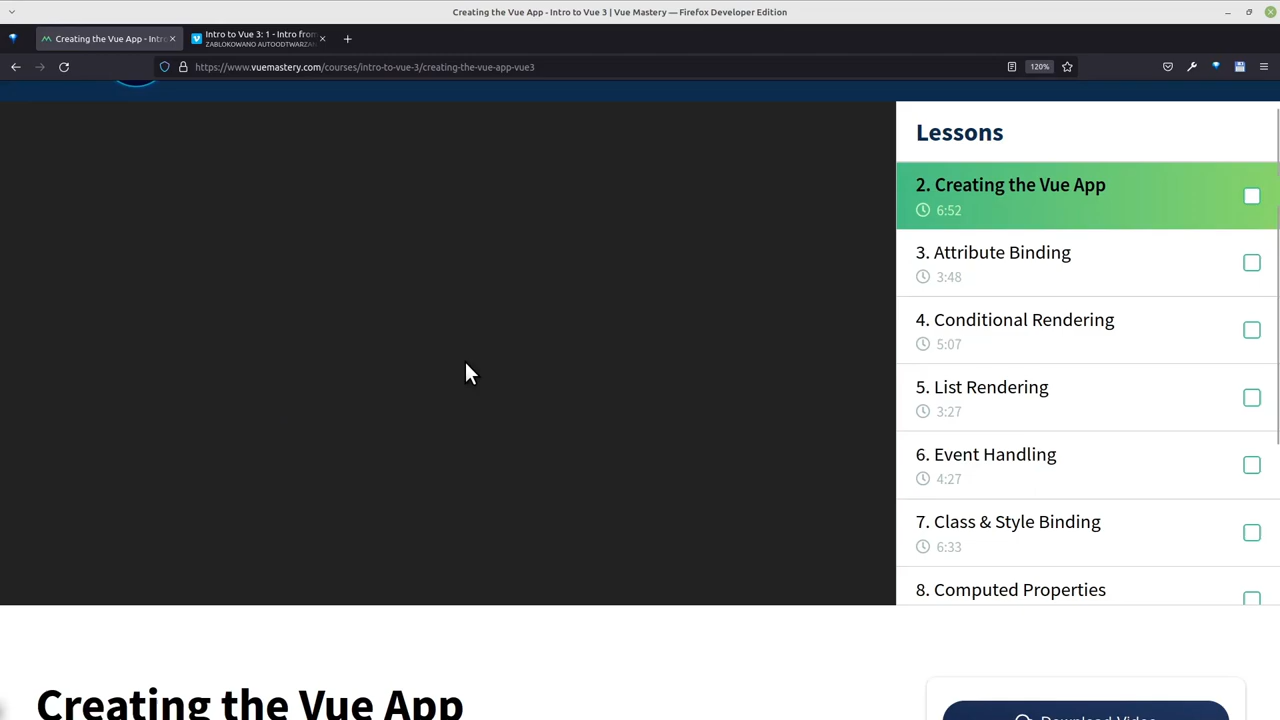 Creating the Vue App - Intro to Vue 3 | Vue Mastery — Firefox Developer Edition
Creating the Vue App - Intro
Intro to Vue 3: 1 - Intro from
ZABLOKOWANO AUTOODTWARZAN
https://www.vuemastery.com/courses/intro-to-vue-3/creating-the-vue-app-vue3
120%
Lessons
2. Creating the Vue App
6:52
3. Attribute Binding
3:48
4. Conditional Rendering
5:07
5. List Rendering
3:27
6. Event Handling
4:27
7. Class & Style Binding
6:33
8. Computed Properties
Creating the Vue App
Download Video